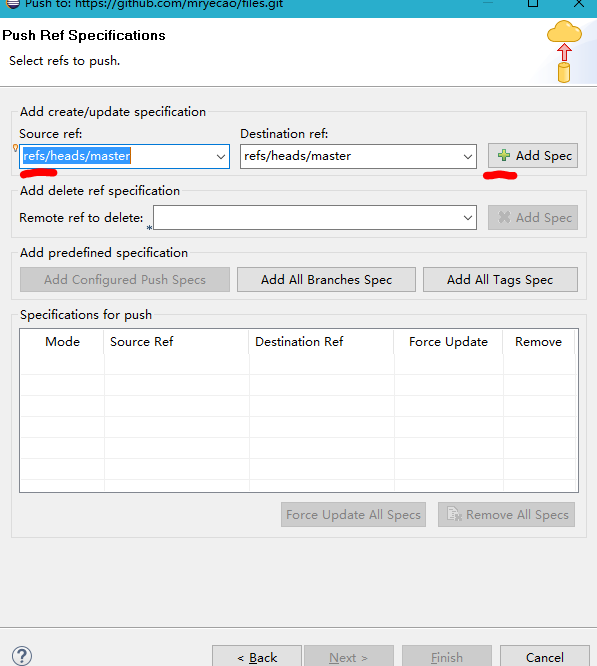 Push to: https://github.com/mryecao/files.git
Push Ref Specifications
Select refs to push.
Add create/update specification
Source ref:
Destination ref:
refs/heads/master
refs/heads/master
Add Spec
Add delete ref specification
Remote ref to delete:
*
Add Spec
Add predefined specification
Add Configured Push Specs
Add All Branches Spec
Add All Tags Spec
Specifications for push
Mode
Source Ref
Destination Ref
Force Update
Remove
Force Update All Specs
Remove All Specs
?
< Back
Next >
Finish
Cancel